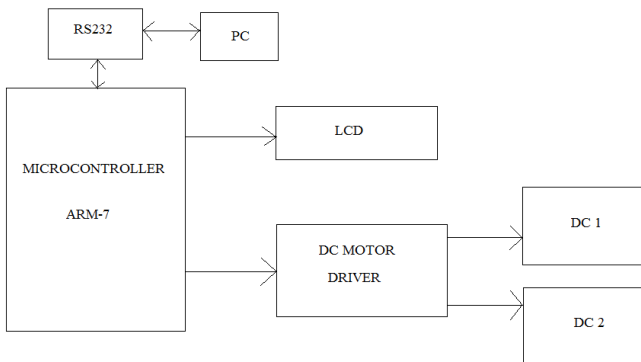 RS232
PC
LCD
MICROCONTROLLER
ARM-7
DC MOTOR
DRIVER
DC 1
DC 2